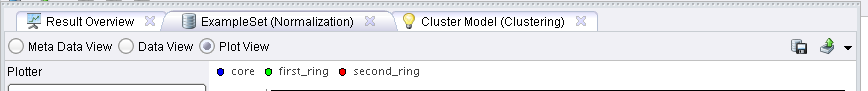 Result Overview ExampleSet (Normalization) Cluster Model (Clustering)
Meta Data View Data View Plot View
Plotter core first_ring second_ring